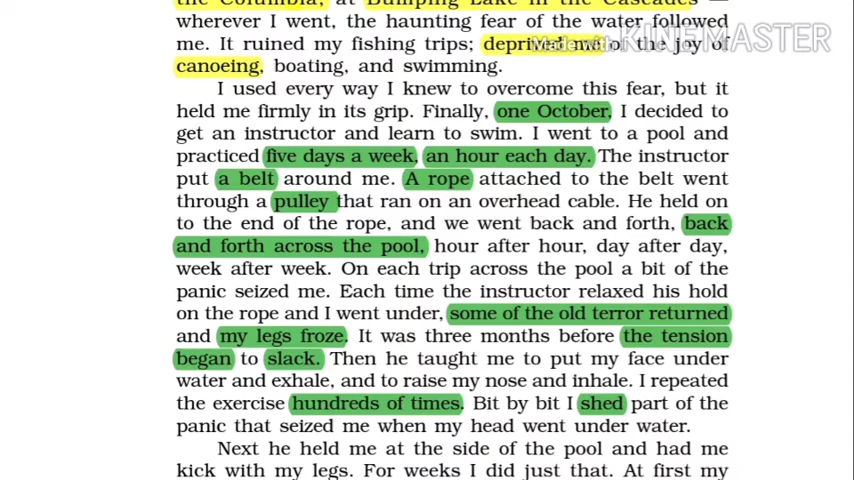 the Columbia, at Bumping Lake in the Cascades —
wherever I went, the haunting fear of the water followed
me. It ruined my fishing trips; deprived me of the joy of
Made with KINEMASTER
canoeing, boating, and swimming.
I used every way I knew to overcome this fear, but it
held me firmly in its grip. Finally, one October, I decided to
get an instructor and learn to swim. I went to a pool and
practiced five days a week, an hour each day. The instructor
put a belt around me. A rope attached to the belt went
through a pulley that ran on an overhead cable. He held on
to the end of the rope, and we went back and forth, back
and forth across the pool, hour after hour, day after day,
week after week. On each trip across the pool a bit of the
panic seized me. Each time the instructor relaxed his hold
on the rope and I went under, some of the old terror returned
and my legs froze. It was three months before the tension
began to slack. Then he taught me to put my face under
water and exhale, and to raise my nose and inhale. I repeated
the exercise hundreds of times. Bit by bit I shed part of the
panic that seized me when my head went under water.
Next he held me at the side of the pool and had me
kick with my legs. For weeks I did just that. At first my